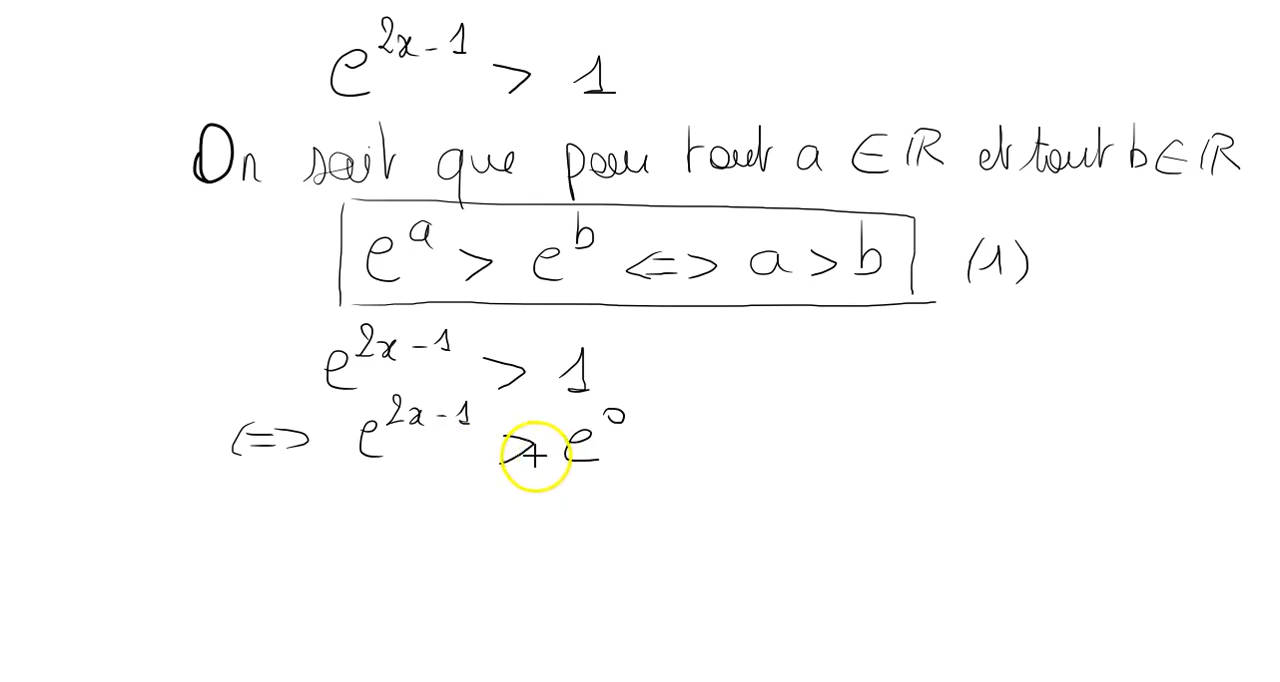 e^{2x-1} > 1
On sait que pour tout a ∈ ℝ et tout b ∈ ℝ
e^a > e^b <=> a > b (1)
e^{2x-1} > 1
<=> e^{2x-1} > e^0